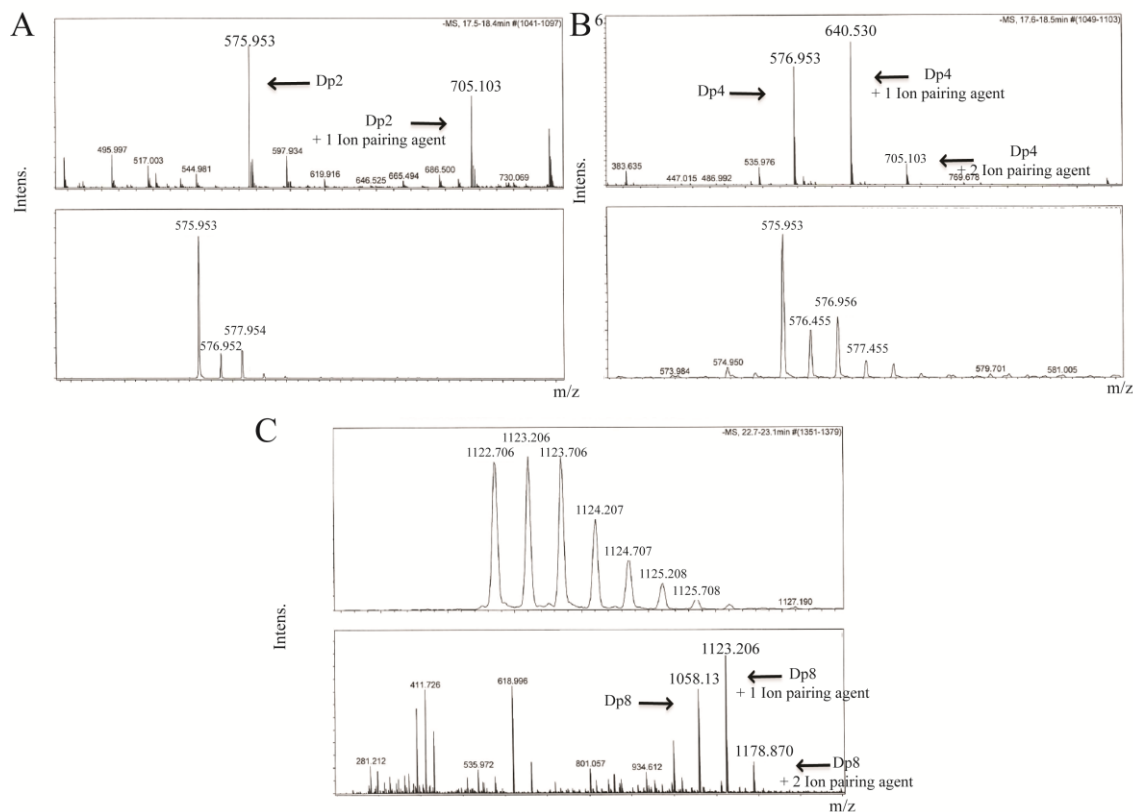 A
-MS, 17.5-18.4min #(1041-1097)
575.953
Dp2
705.103
Dp2
+ 1 Ion pairing agent
495.997
517.003
544.981
597.934
619.916
646.525
665.494
686.500
730.069
Intens.
575.953
576.952
577.954
m/z
B
6
-MS, 17.6-18.5min #(1049-1103)
576.953
640.530
Dp4
Dp4
+ 1 Ion pairing agent
705.103
Dp4
+ 2 Ion pairing agent
383.635
447.015
486.992
535.976
769.678
Intens.
575.953
576.455
576.956
577.455
573.984
574.950
579.701
581.005
m/z
C
-MS, 22.7-23.1min #(1351-1379)
1122.706
1123.206
1123.706
1124.207
1124.707
1125.208
1125.708
1127.190
Intens.
1123.206
Dp8
+ 1 Ion pairing agent
Dp8
1058.13
1178.870
Dp8
+ 2 Ion pairing agent
281.212
411.726
535.972
618.996
801.057
934.612
m/z